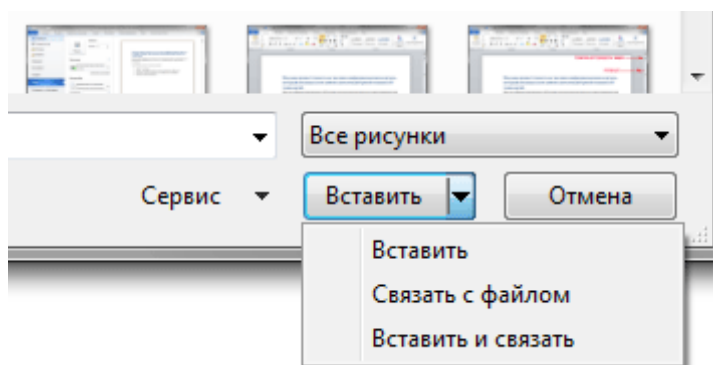 Все рисунки
Сервис Вставить Отмена
Вставить
Связать с файлом
Вставить и связать